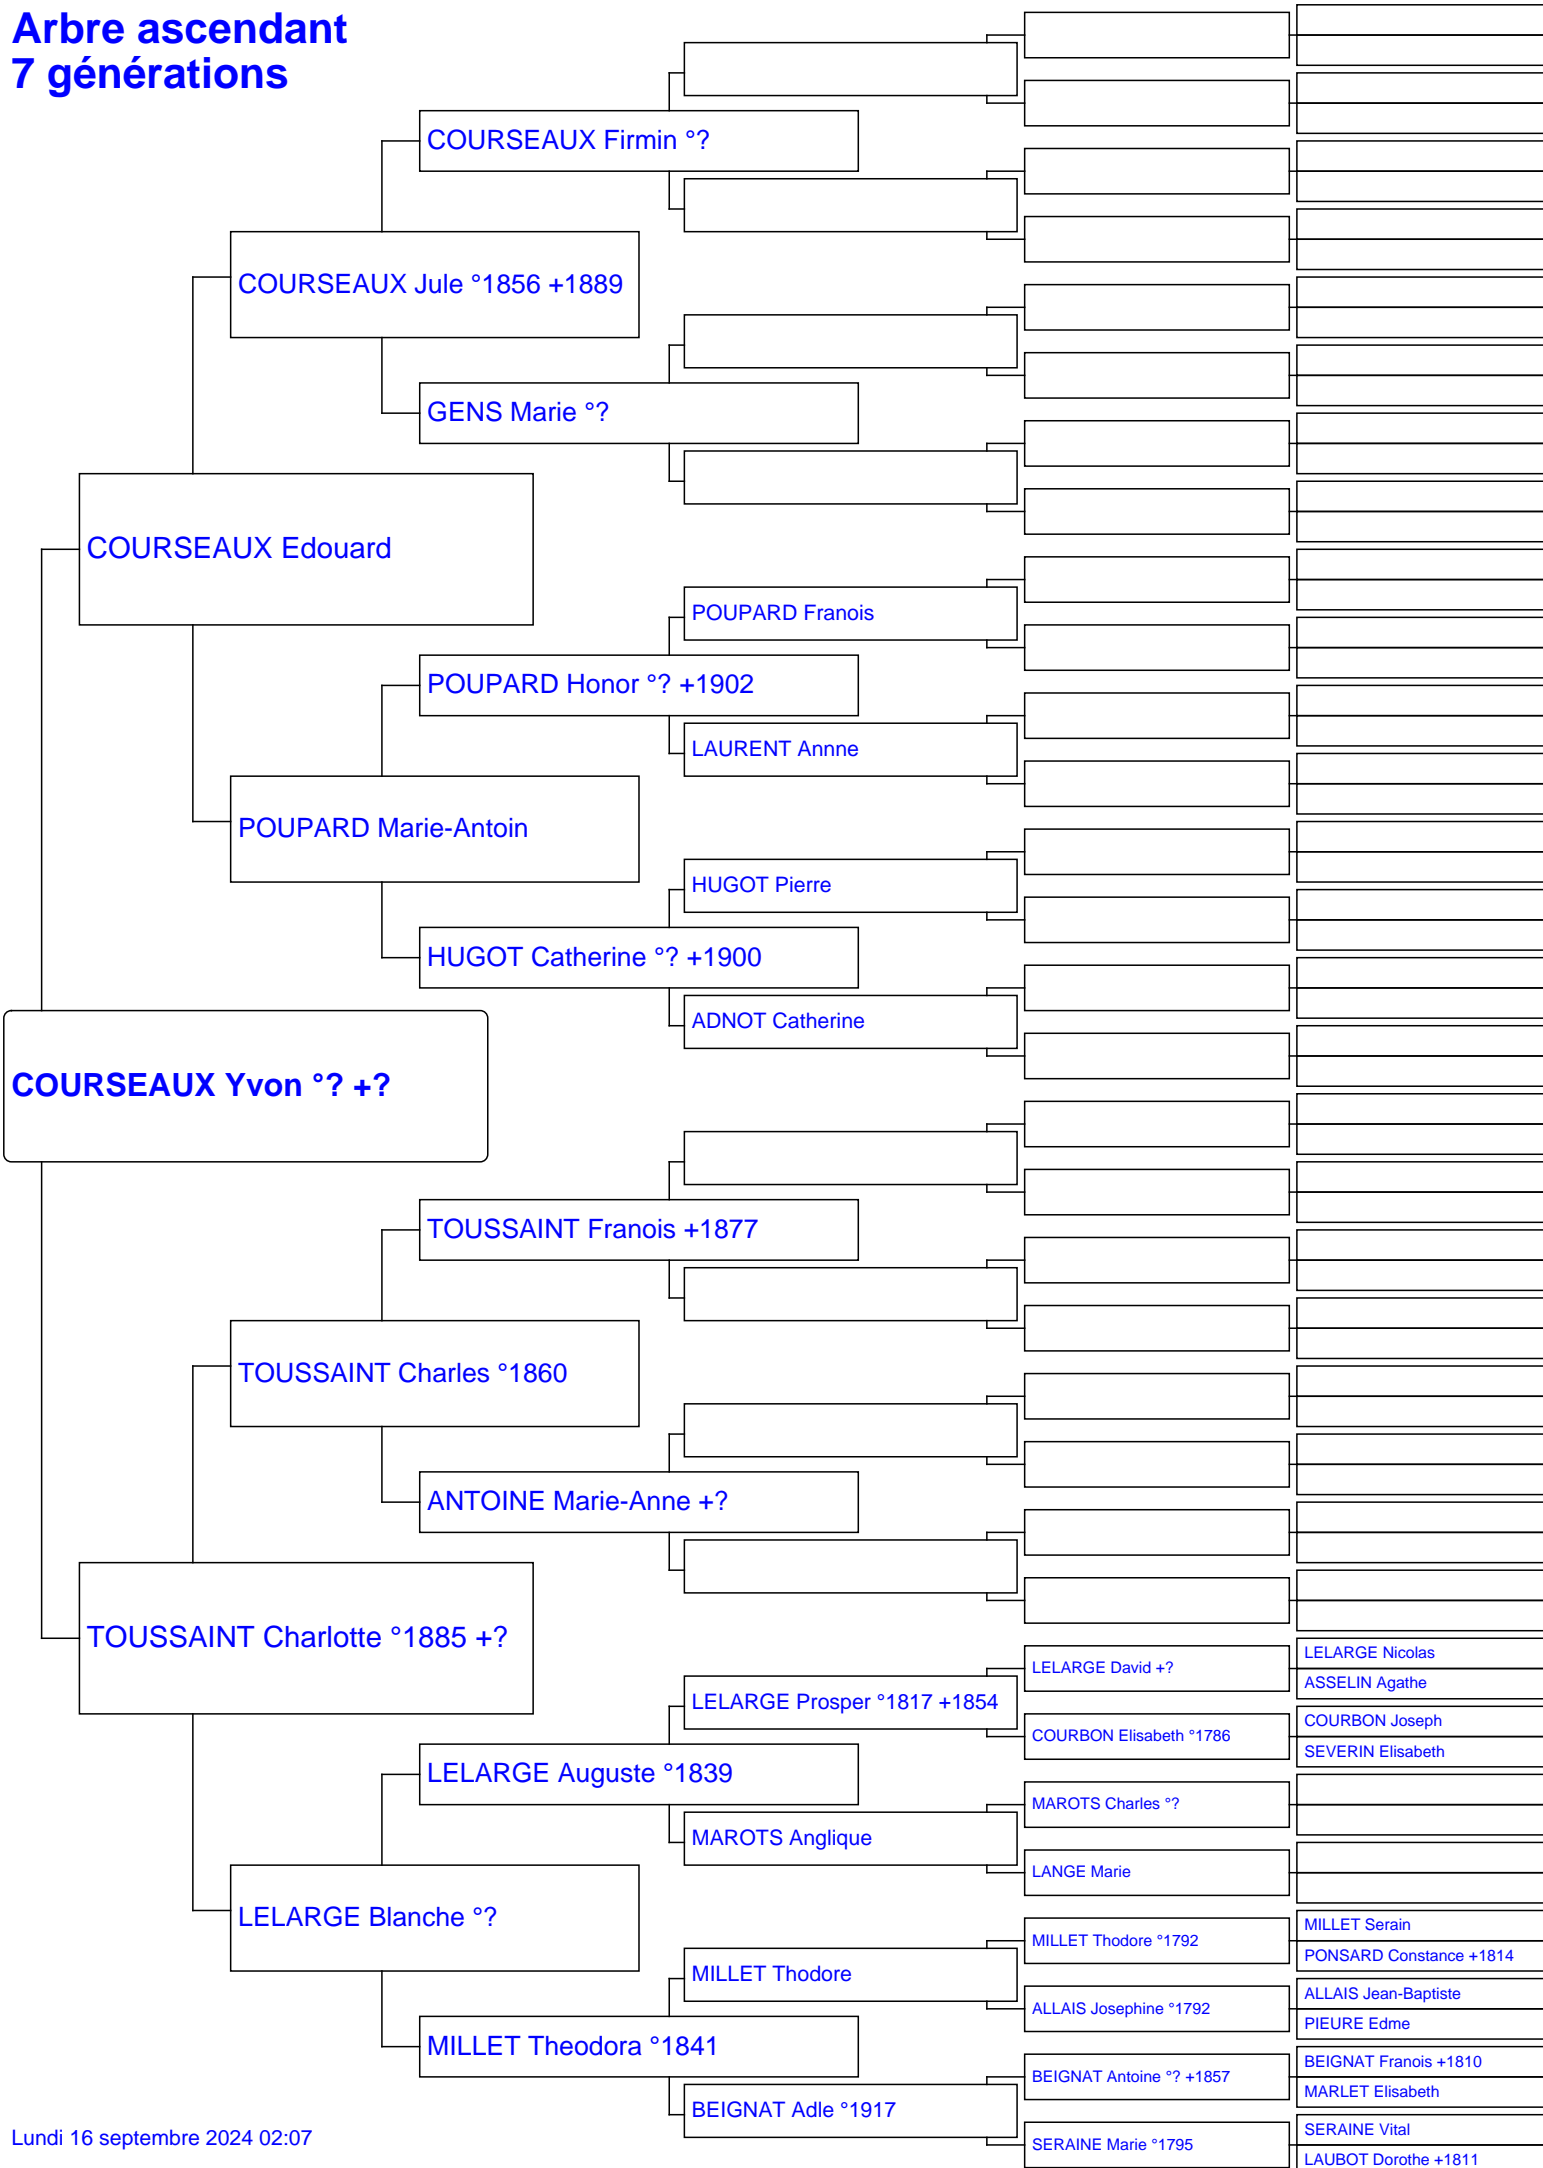 Arbre ascendant
7 générations
COURSEAUX Firmin °?
COURSEAUX Jule °1856 +1889
GENS Marie °?
COURSEAUX Edouard
POUPARD Franois
POUPARD Honor °? +1902
LAURENT Annne
POUPARD Marie-Antoin
HUGOT Pierre
HUGOT Catherine °? +1900
ADNOT Catherine
COURSEAUX Yvon °? +?
TOUSSAINT Franois +1877
TOUSSAINT Charles °1860
ANTOINE Marie-Anne +?
TOUSSAINT Charlotte °1885 +?
LELARGE Nicolas
LELARGE David +?
ASSELIN Agathe
LELARGE Prosper °1817 +1854
COURBON Joseph
COURBON Elisabeth °1786
SEVERIN Elisabeth
LELARGE Auguste °1839
MAROTS Charles °?
MAROTS Anglique
LANGE Marie
LELARGE Blanche °?
MILLET Serain
MILLET Thodore °1792
PONSARD Constance +1814
MILLET Thodore
ALLAIS Jean-Baptiste
ALLAIS Josephine °1792
PIEURE Edme
MILLET Theodora °1841
BEIGNAT Franois +1810
BEIGNAT Antoine °? +1857
MARLET Elisabeth
BEIGNAT Adle °1917
SERAINE Vital
SERAINE Marie °1795
LAUBOT Dorothe +1811
Lundi 16 septembre 2024 02:07